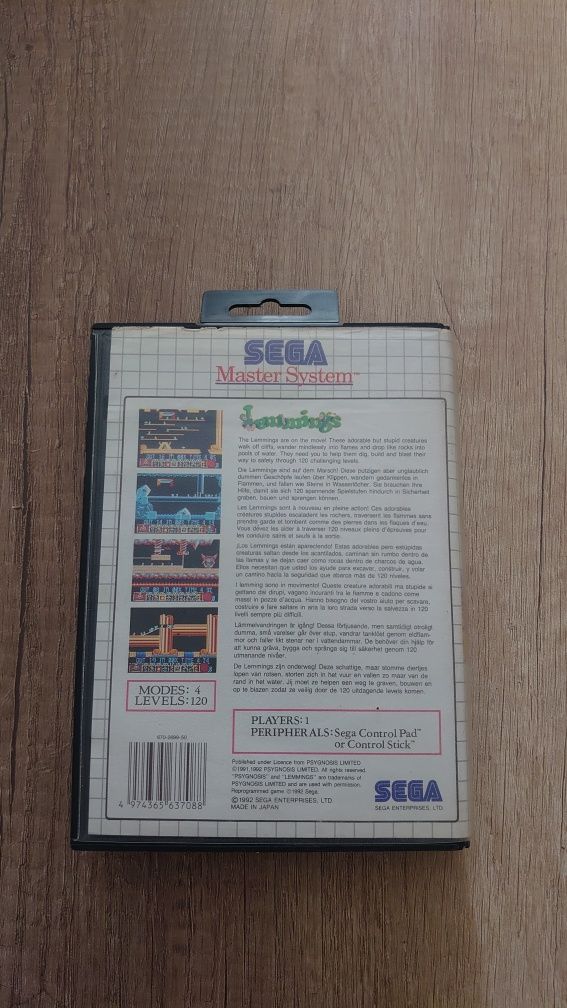 SEGA
Master System™
Lemmings
The Lemmings are on the move! These adorable but stupid creatures
walk off cliffs, wander mindlessly into flames and drop like rocks into
pools of water. They need you to help them dig, build and blast their
way to safety through 120 challenging levels.
Die Lemminge sind auf dem Marsch! Diese putzigen aber unglaublich
dummen Geschöpfe laufen über Klippen, wandern gedankenlos in
Flammen, und fallen wie Steine in Wasserlöcher. Sie brauchen Ihre
Hilfe, damit sie sich 120 spannende Spielstufen hindurch in Sicherheit
graben, bauen und sprengen können.
Les Lemmings sont à nouveau en pleine action! Ces adorables
créatures stupides escaladent les rochers, traversent les flammes sans
prendre garde et tombent comme des pierres dans les flaques d'eau.
Vous devez les aider à traverser 120 niveaux pleins d'épreuves pour
les conduire sains et saufs à la sortie.
¡Los Lemmings están apareciendo! Estas adorables pero estúpidas
creaturas saltan desde los acantilados, caminan sin rumbo dentro de
las llamas y se dejan caer como rocas dentro de charcos de agua.
Ellos necesitan que usted los ayude para excavar, construir, y volar
un camino hacia la seguridad que abarca más de 120 niveles.
I lemming sono in movimento! Queste creature adorabili ma stupide si
gettano dai dirupi, vagano incuranti tra le fiamme e cadono come
massi in pozze d'acqua. Hanno bisogno del vostro aiuto per scavare,
costruire e fare saltare in aria la loro strada verso la salvezza in 120
livelli sempre più difficili.
Lämmelvandringen är igång! Dessa förtjusande, men samtidigt otroligt
dumma, små varelser går över stup, vandrar tanklöst genom eldflam-
mor och faller likt stenar ner i vattendammar. De behöver din hjälp för
att kunna gräva, bygga och spränga sig till säkerhet genom 120
utmanande nivåer.
De Lemmings zijn onderweg! Deze schattige, maar stomme diertjes
lopen van rotsen, storten zich in het vuur en vallen zo maar van de
rand in het water. Jij moet ze helpen een weg te graven, bouwen en
op te blazen zodat ze veilig door de 120 uitdagende levels komen.
MODES: 4
LEVELS: 120
PLAYERS: 1
PERIPHERALS: Sega Control Pad™
or Control Stick™
670-3699-50
4 974365 637088
Published under Licence from PSYGNOSIS LIMITED
©1991,1992 PSYGNOSIS LIMITED. All rights reserved.
"PSYGNOSIS" and "LEMMINGS" are trademarks of
PSYGNOSIS LIMITED and are used with permission.
Reprogrammed game ©1992 Sega.
©1992 SEGA ENTERPRISES, LTD.
MADE IN JAPAN
SEGA
SEGA ENTERPRISES, LTD.